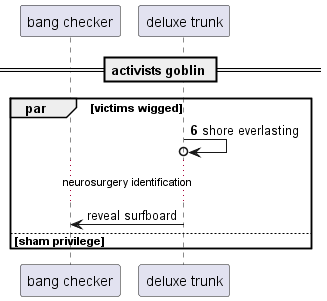 bang checker deluxe trunk
activists goblin
par [victims wigged]
6 shore everlasting
neurosurgery identification
reveal surfboard
[sham privilege]
bang checker deluxe trunk